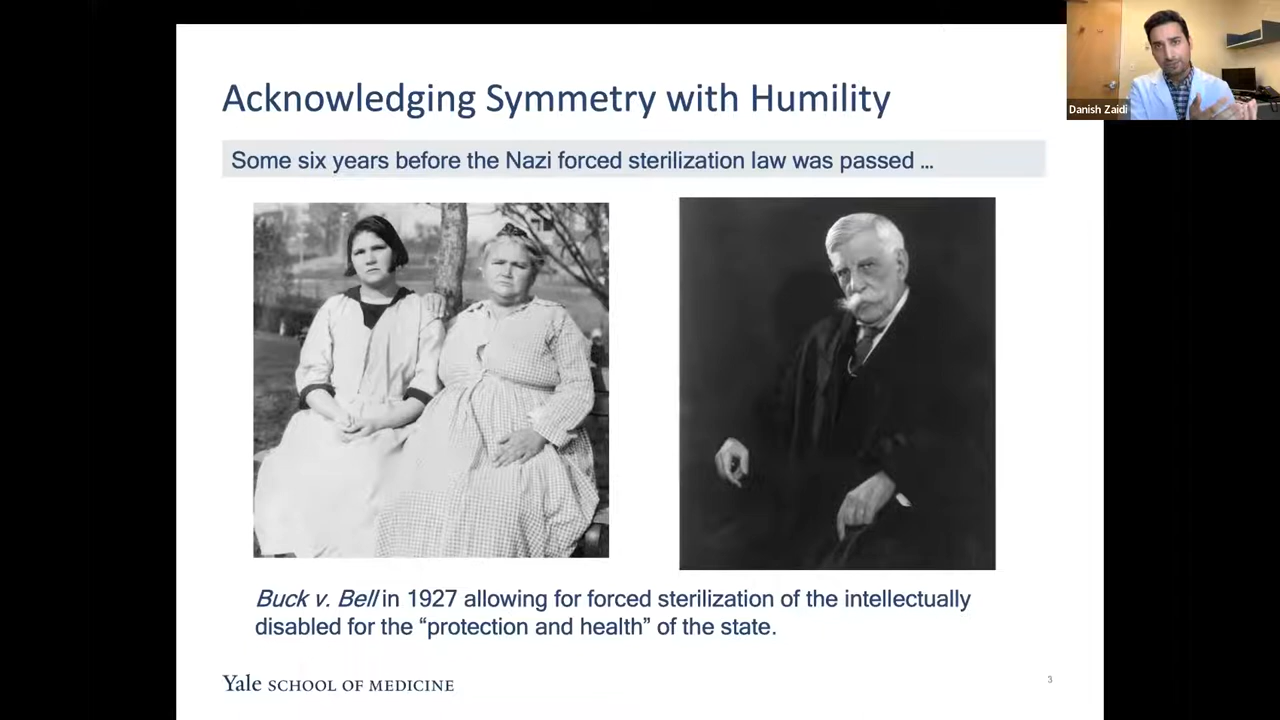 Acknowledging Symmetry with Humility
Danish Zaidi
Some six years before the Nazi forced sterilization law was passed ...
Buck v. Bell in 1927 allowing for forced sterilization of the intellectually
disabled for the “protection and health” of the state.
Yale SCHOOL OF MEDICINE
3